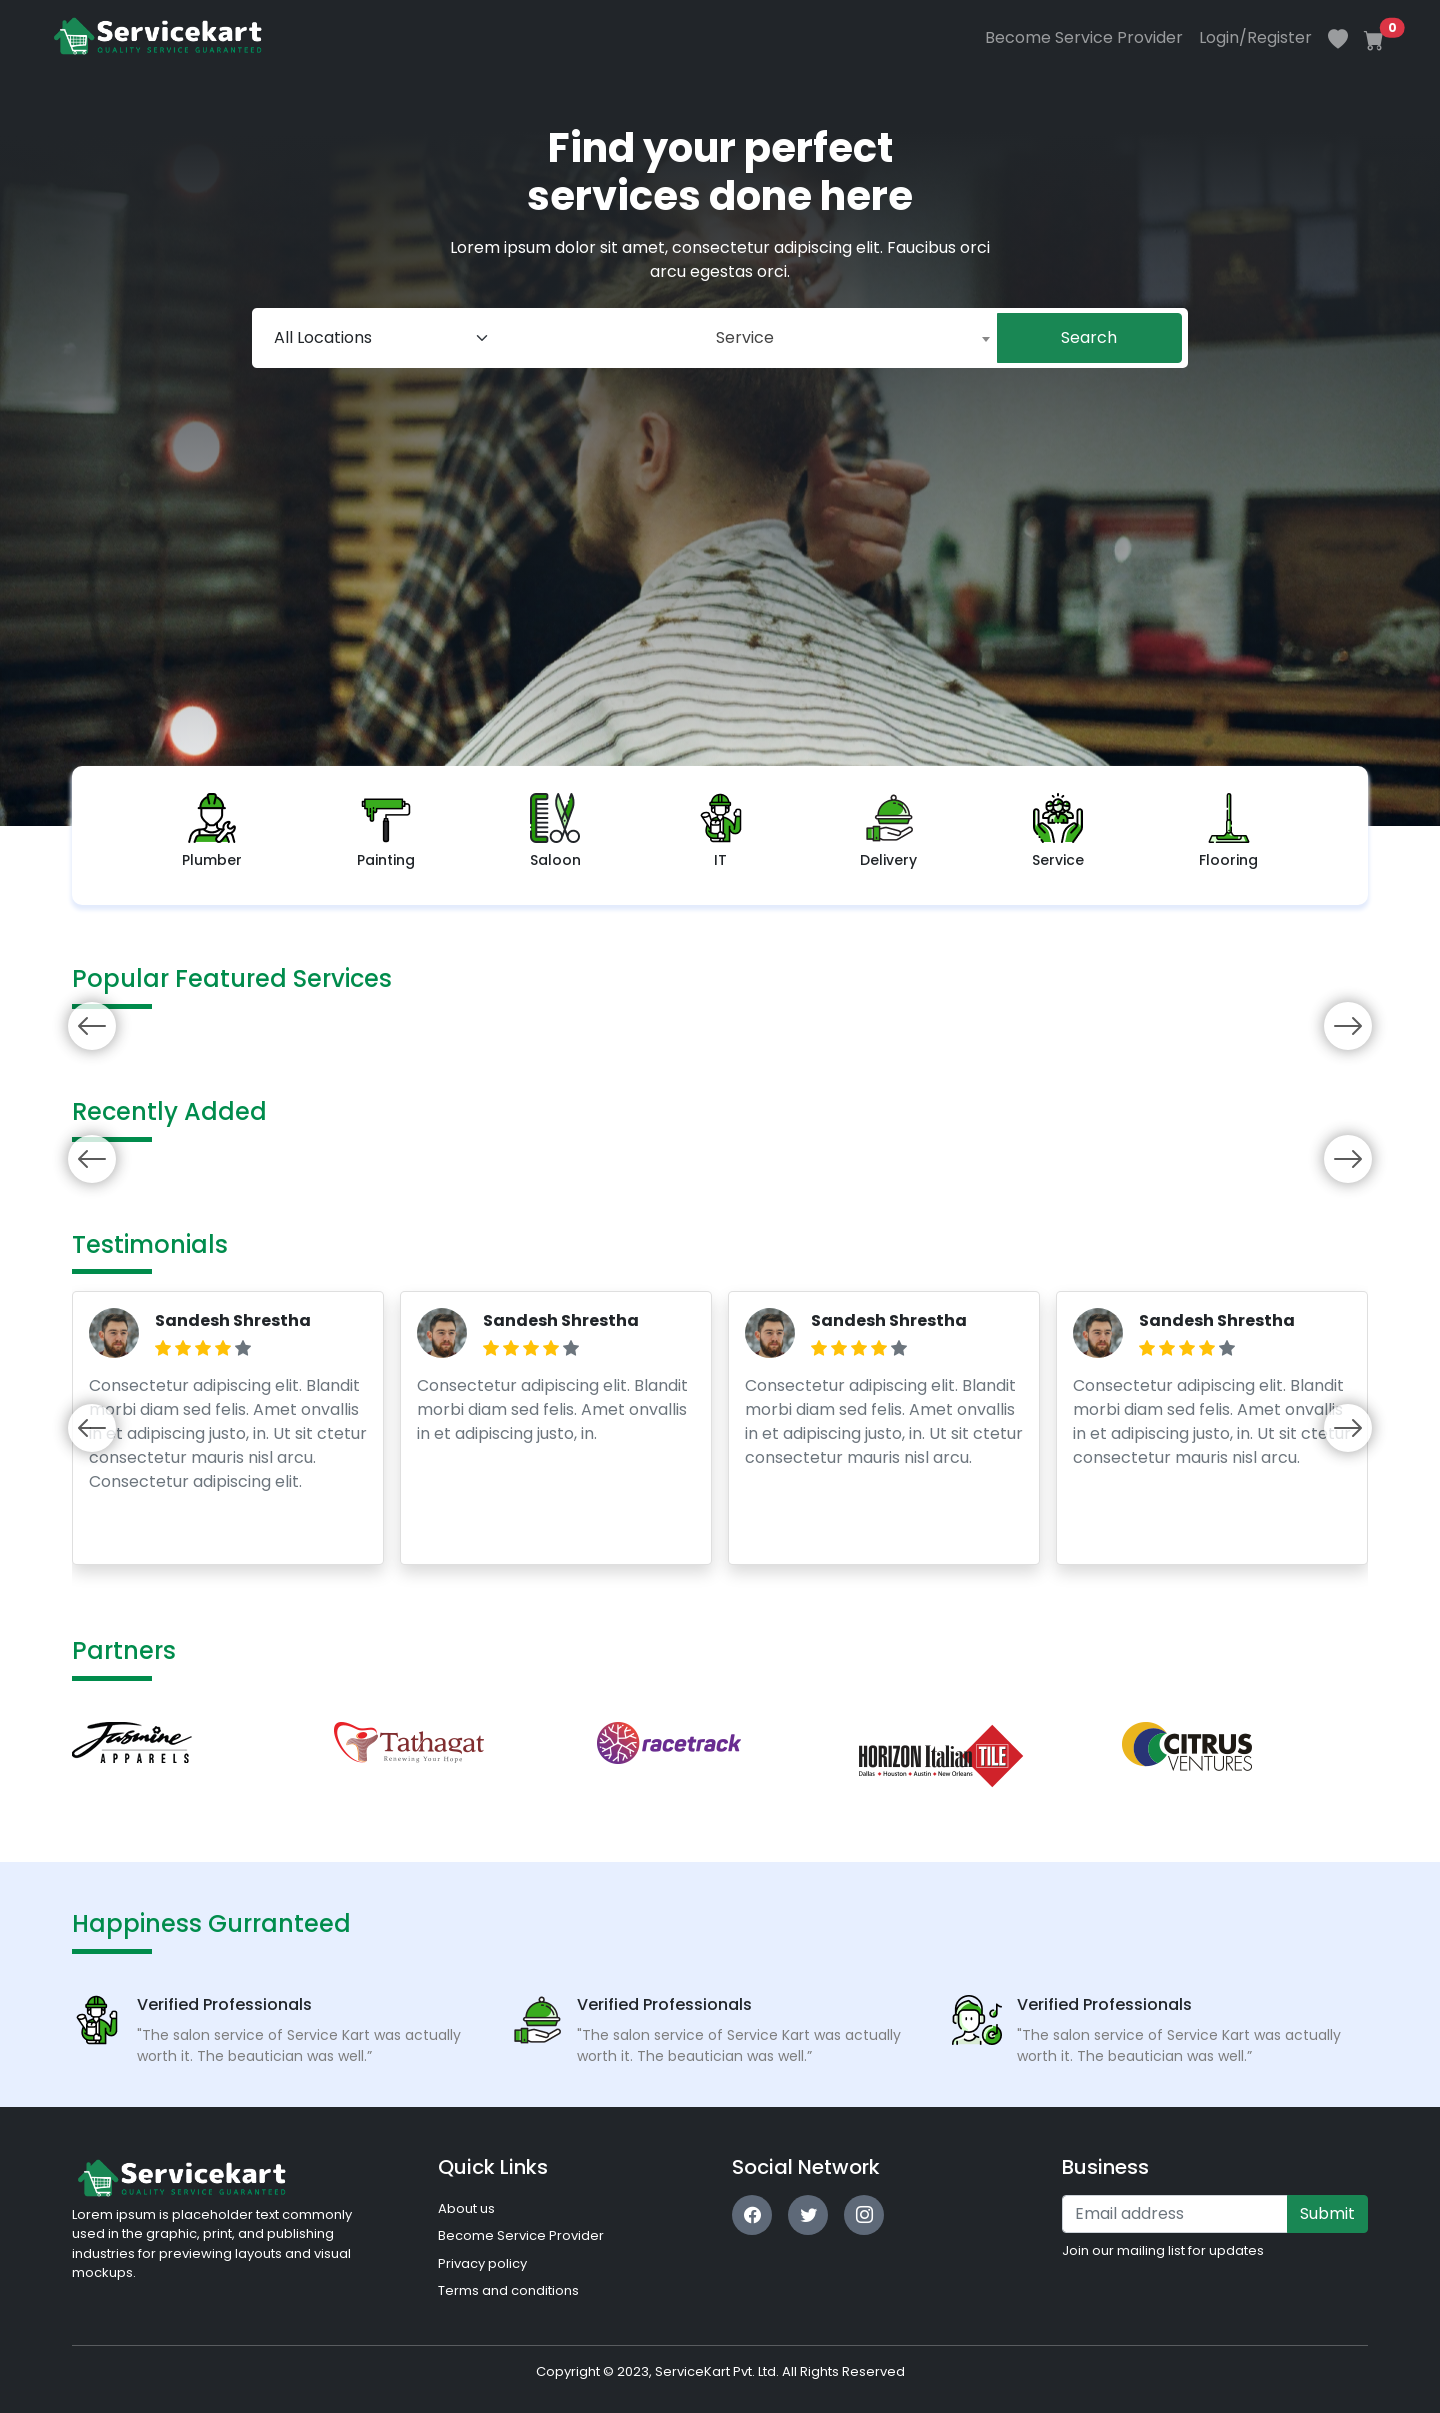 Servicekart
QUALITY SERVICE GUARANTEED
Become Service Provider
Login/Register
0
Find your perfect
services done here
Lorem ipsum dolor sit amet, consectetur adipiscing elit. Faucibus orci
arcu egestas orci.
All Locations
Service
Search
Plumber
Painting
Saloon
IT
Delivery
Service
Flooring
Popular Featured Services
Recently Added
Testimonials
Sandesh Shrestha
Consectetur adipiscing elit. Blandit
morbi diam sed felis. Amet onvallis
in et adipiscing justo, in. Ut sit ctetur
consectetur mauris nisl arcu.
Consectetur adipiscing elit.
Sandesh Shrestha
Consectetur adipiscing elit. Blandit
morbi diam sed felis. Amet onvallis
in et adipiscing justo, in.
Sandesh Shrestha
Consectetur adipiscing elit. Blandit
morbi diam sed felis. Amet onvallis
in et adipiscing justo, in. Ut sit ctetur
consectetur mauris nisl arcu.
Sandesh Shrestha
Consectetur adipiscing elit. Blandit
morbi diam sed felis. Amet onvallis
in et adipiscing justo, in. Ut sit ctetur
consectetur mauris nisl arcu.
Partners
Jasmine
APPARELS
Tathagat
Renewing Your Hope
racetrack
HORIZON Italian TILE
Dallas • Houston • Austin • New Orleans
CITRUS
VENTURES
Happiness Gurranteed
Verified Professionals
"The salon service of Service Kart was actually
worth it. The beautician was well.”
Verified Professionals
"The salon service of Service Kart was actually
worth it. The beautician was well.”
Verified Professionals
"The salon service of Service Kart was actually
worth it. The beautician was well.”
Servicekart
QUALITY SERVICE GUARANTEED
Lorem ipsum is placeholder text commonly
used in the graphic, print, and publishing
industries for previewing layouts and visual
mockups.
Quick Links
About us
Become Service Provider
Privacy policy
Terms and conditions
Social Network
Business
Email address
Submit
Join our mailing list for updates
Copyright © 2023, ServiceKart Pvt. Ltd. All Rights Reserved